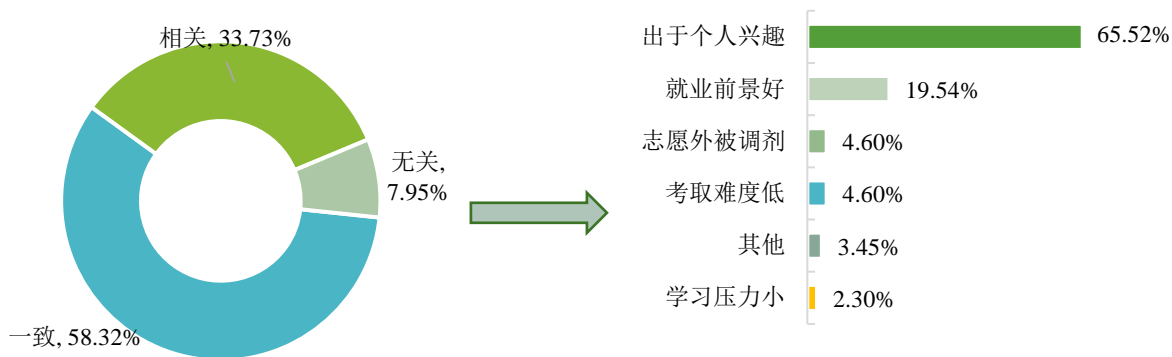 相关, 33.73%
无关,
7.95%
一致, 58.32%
出于个人兴趣 65.52%
就业前景好 19.54%
志愿外被调剂 4.60%
考取难度低 4.60%
其他 3.45%
学习压力小 2.30%